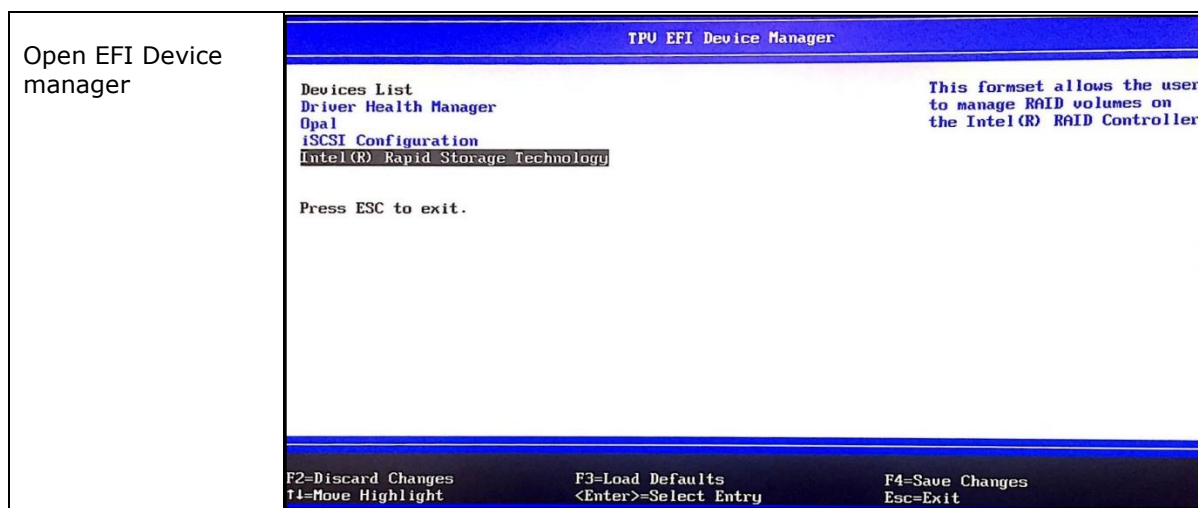 Open EFI Device
manager
TPV EFI Device Manager
Devices List
Driver Health Manager
Opal
iSCSI Configuration
Intel(R) Rapid Storage Technology
Press ESC to exit.
This formset allows the user
to manage RAID volumes on
the Intel(R) RAID Controller
F2=Discard Changes
↑↓=Move Highlight
F3=Load Defaults
<Enter>=Select Entry
F4=Save Changes
Esc=Exit